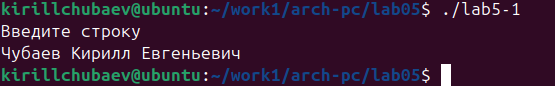 kirillchubaev@ubuntu:~/work1/arch-pc/lab05$ ./lab5-1
Введите строку
Чубаев Кирилл Евгеньевич
kirillchubaev@ubuntu:~/work1/arch-pc/lab05$